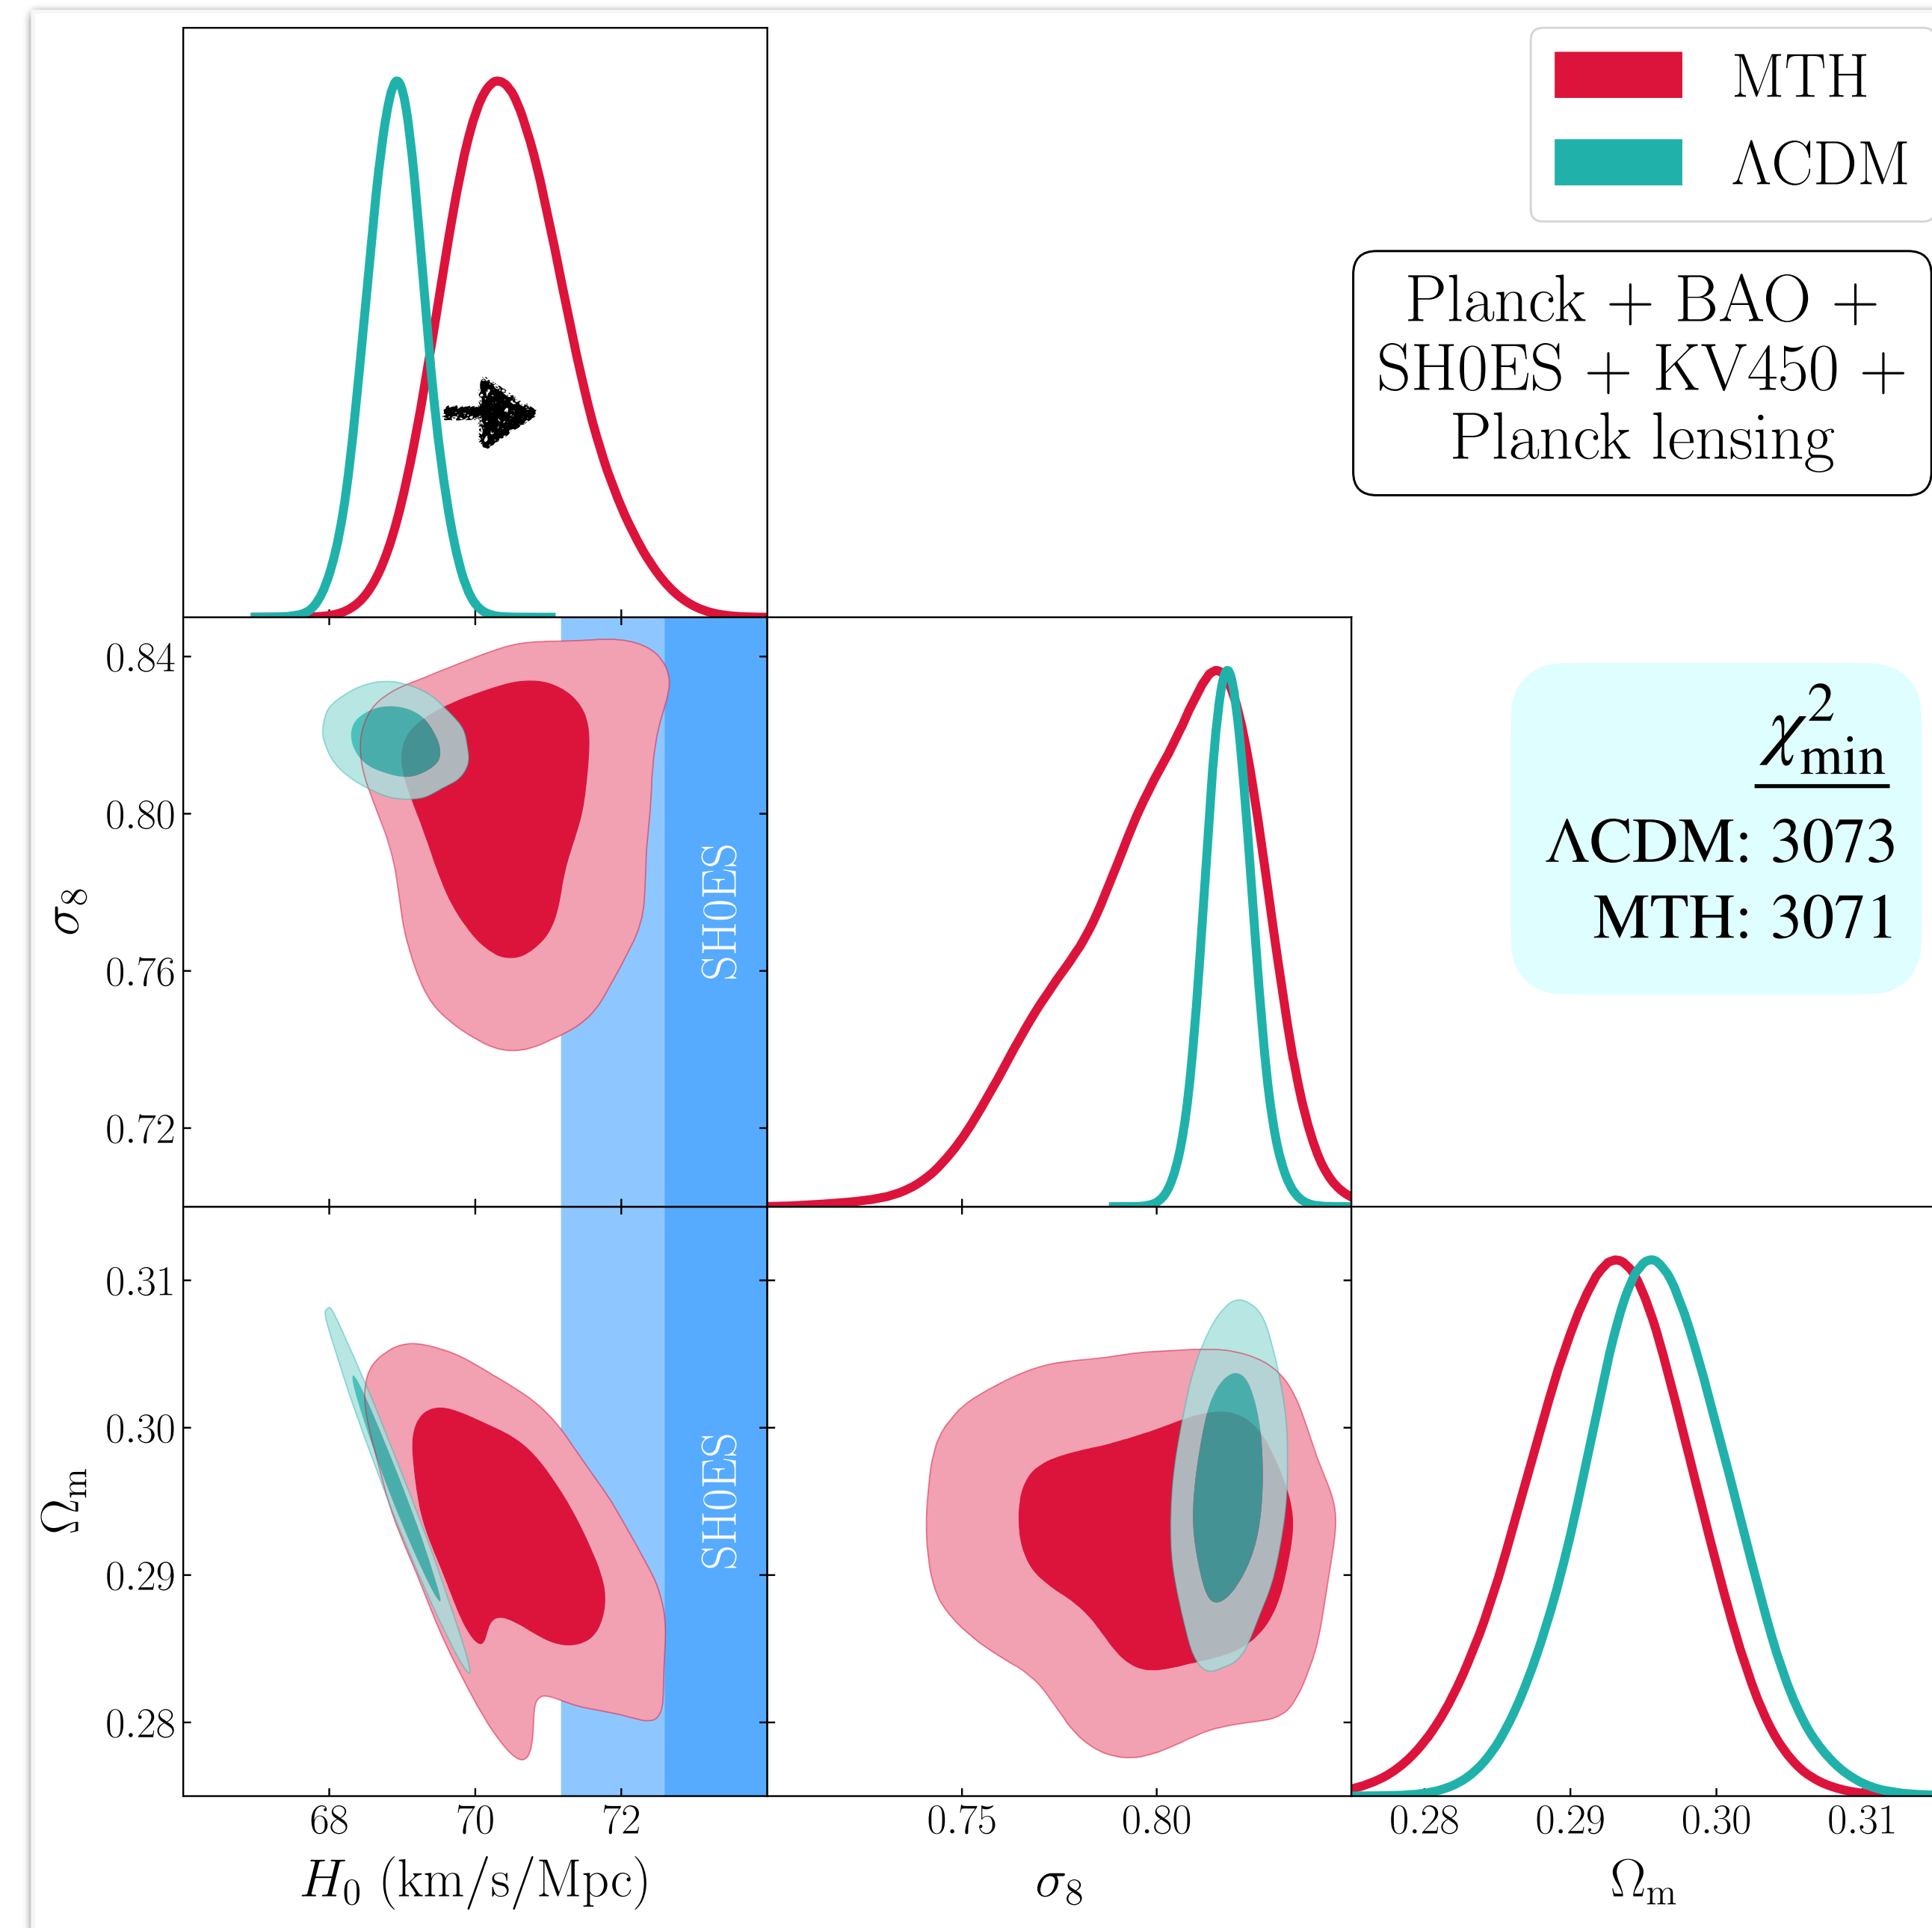 MTH
ΛCDM
Planck + BAO +
SH0ES + KV450 +
Planck lensing
0.84
0.80
0.76
0.72
σ8
SH0ES
χ²min
ΛCDM: 3073
MTH: 3071
0.31
0.30
0.29
0.28
Ωm
SH0ES
68 70 72
H0 (km/s/Mpc)
0.75 0.80
σ8
0.28 0.29 0.30 0.31
Ωm